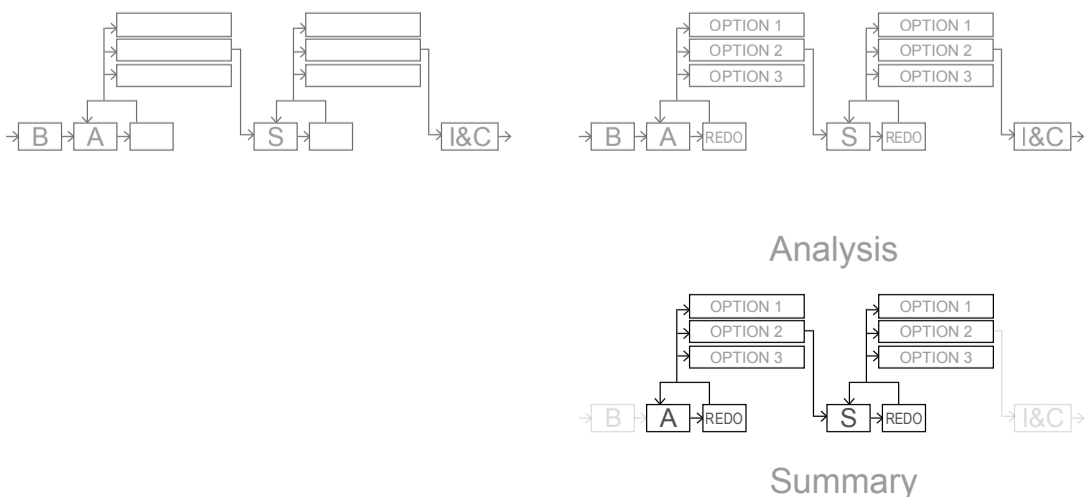 B A S I&C
OPTION 1 OPTION 1
OPTION 2 OPTION 2
OPTION 3 OPTION 3
B A REDO S REDO I&C
Analysis
OPTION 1 OPTION 1
OPTION 2 OPTION 2
OPTION 3 OPTION 3
B A REDO S REDO I&C
Summary